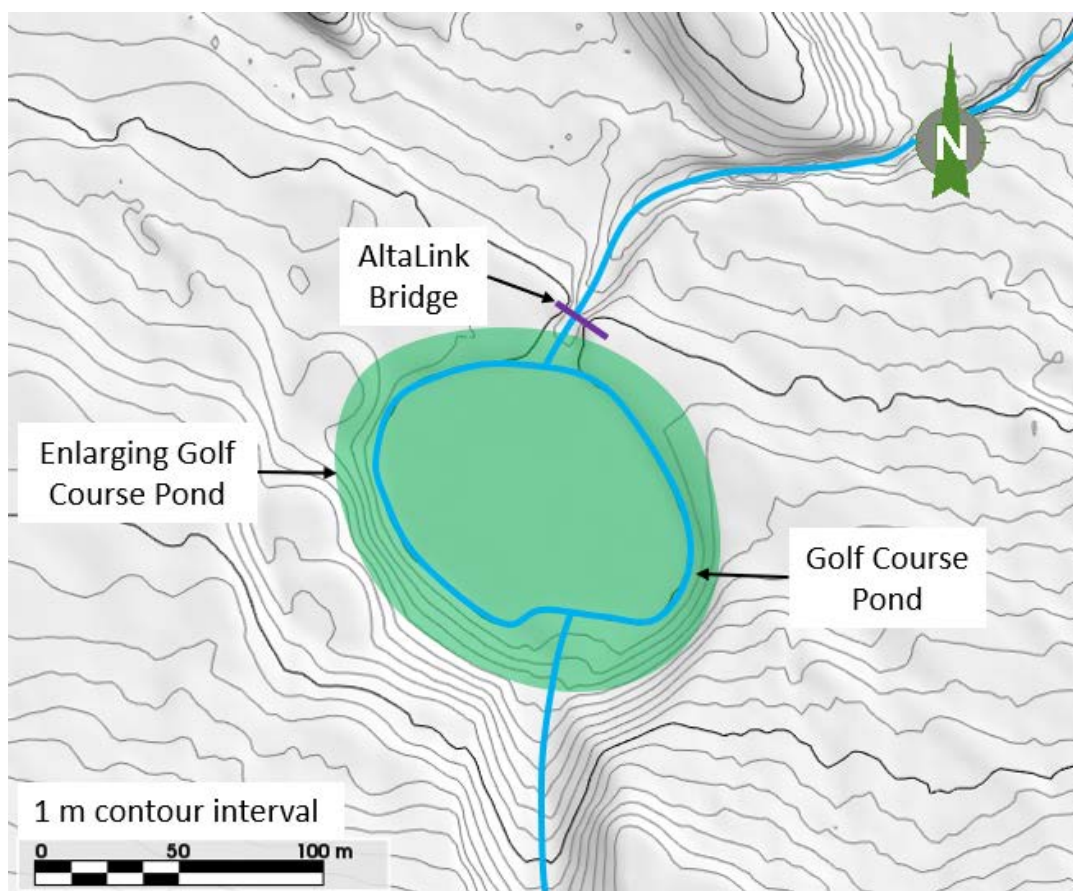 N
AltaLink
Bridge
Enlarging Golf
Course Pond
Golf Course
Pond
1 m contour interval
0 50 100 m